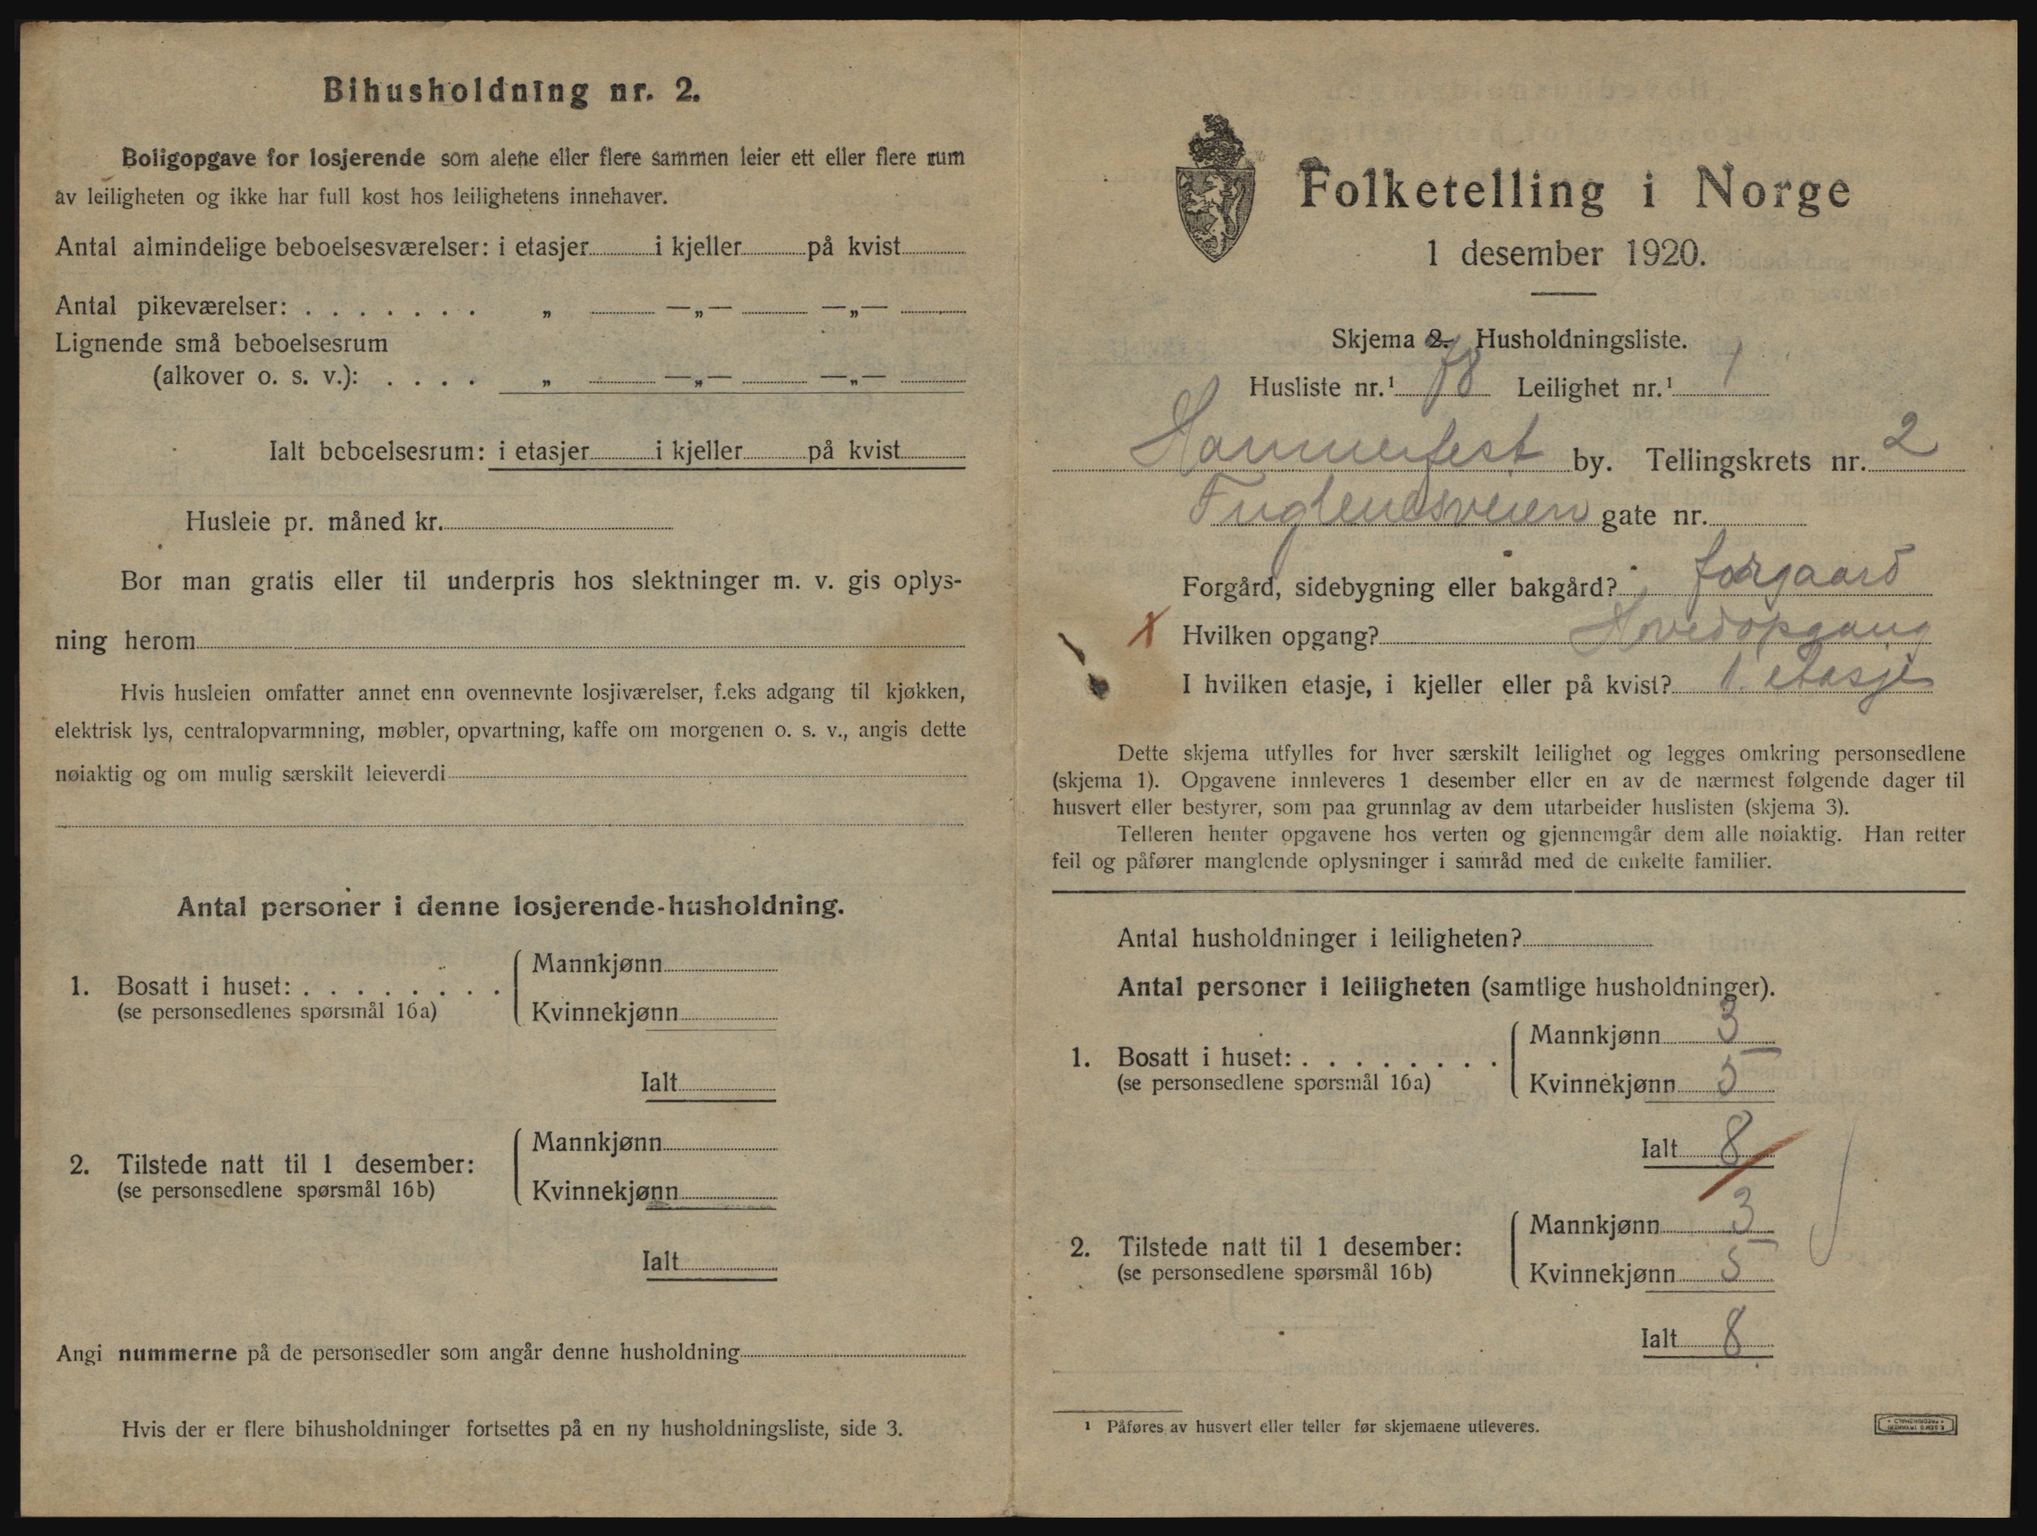 Bihusholdning nr. 2.
Boligopgave for losjerende som alene eller flere sammen leier ett eller flere rum
av leiligheten og ikke har full kost hos leilighetens innehaver.
Antal almindelige beboelsesværelser: i etasjer i kjeller på kvist
Antal pikeværelser: . . . . . . . „ —„— —„—
Lignende små beboelsesrum
(alkover o. s. v.): . . . . „ —„— —„—
Ialt beboelsesrum: i etasjer i kjeller på kvist
Husleie pr. måned kr.
Bor man gratis eller til underpris hos slektninger m. v. gis oplys-
ning herom
Hvis husleien omfatter annet enn ovennevnte losjiværelser, f.eks adgang til kjøkken,
elektrisk lys, centralopvarmning, møbler, opvartning, kaffe om morgenen o. s. v., angis dette
nøiaktig og om mulig særskilt leieverdi
Antal personer i denne losjerende-husholdning.
1. Bosatt i huset: . . . . . . . .
(se personsedlenes spørsmål 16a)
Mannkjønn
Kvinnekjønn
Ialt
2. Tilstede natt til 1 desember:
(se personsedlene spørsmål 16b)
Mannkjønn
Kvinnekjønn
Ialt
Angi nummerne på de personsedler som angår denne husholdning
Hvis der er flere bihusholdninger fortsettes på en ny husholdningsliste, side 3.
Folketelling i Norge
1 desember 1920.
Skjema 2. Husholdningsliste.
Husliste nr.¹ 78 Leilighet nr.¹ 1
Hammerfest by. Tellingskrets nr. 2
Fuglenesveien gate nr.
Forgård, sidebygning eller bakgård? forgaard
X Hvilken opgang? Hovedopgang
I hvilken etasje, i kjeller eller på kvist? 1. etasje
Dette skjema utfylles for hver særskilt leilighet og legges omkring personsedlene
(skjema 1). Opgavene innleveres 1 desember eller en av de nærmest følgende dager til
husvert eller bestyrer, som paa grunnlag av dem utarbeider huslisten (skjema 3).
Telleren henter opgavene hos verten og gjennemgår dem alle nøiaktig. Han retter
feil og påfører manglende oplysninger i samråd med de enkelte familier.
Antal husholdninger i leiligheten?
Antal personer i leiligheten (samtlige husholdninger).
1. Bosatt i huset: . . . . . . . .
(se personsedlene spørsmål 16a)
Mannkjønn 3
Kvinnekjønn 5
Ialt 8
2. Tilstede natt til 1 desember:
(se personsedlene spørsmål 16b)
Mannkjønn 3
Kvinnekjønn 5
Ialt 8
¹ Påføres av husvert eller teller før skjemaene utleveres.